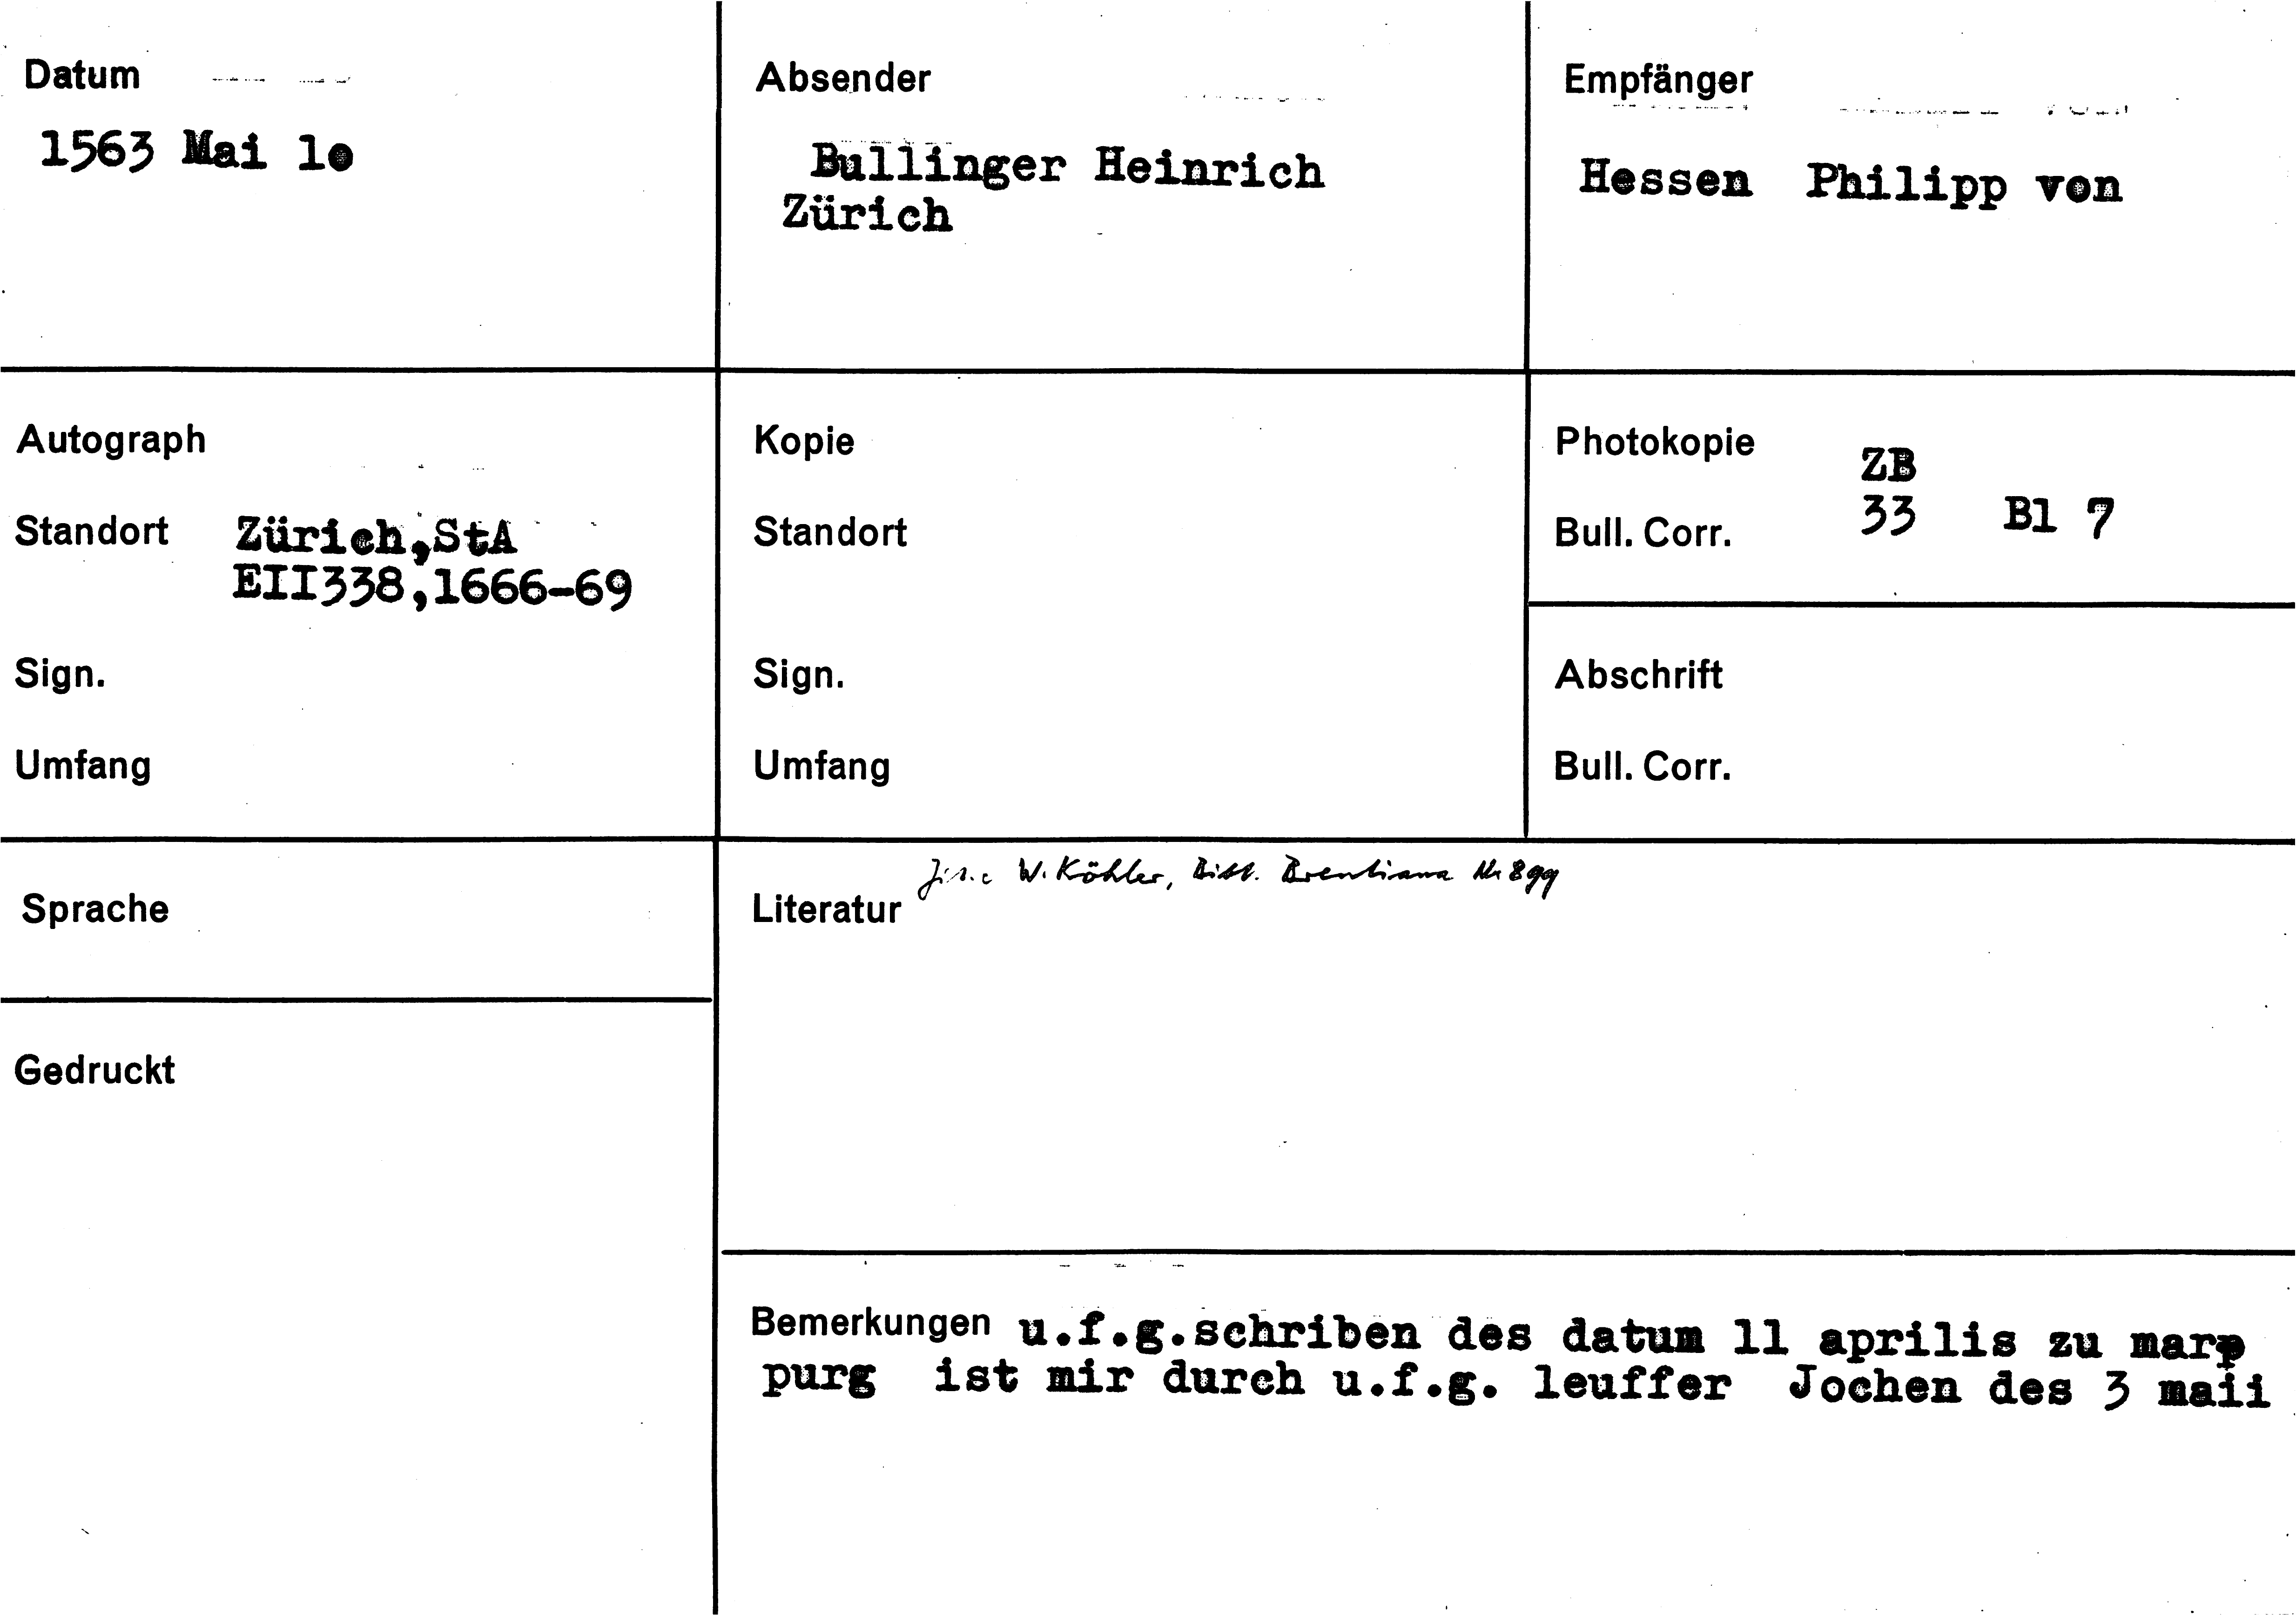 Datum
1563 Mai 10
Absender
Bullinger Heinrich
Zürich
Empfänger
Hessen Philipp von
Autograph
Standort Zürich,StA
EII338,1666-69
Sign.
Umfang
Kopie
Standort
Sign.
Umfang
Photokopie ZB
Bull. Corr. 33 Bl 7
Abschrift
Bull. Corr.
Sprache
Gedruckt
W. Köhler, Bibl. Brentiana Nr 899
Literatur
Bemerkungen u.f.g.schriben des datum 11 aprilis zu marp
purg ist mir durch u.f.g. leuffer Jochen des 3 maii